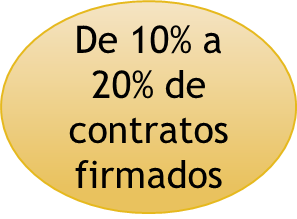 De 10% a
20% de
contratos
firmados